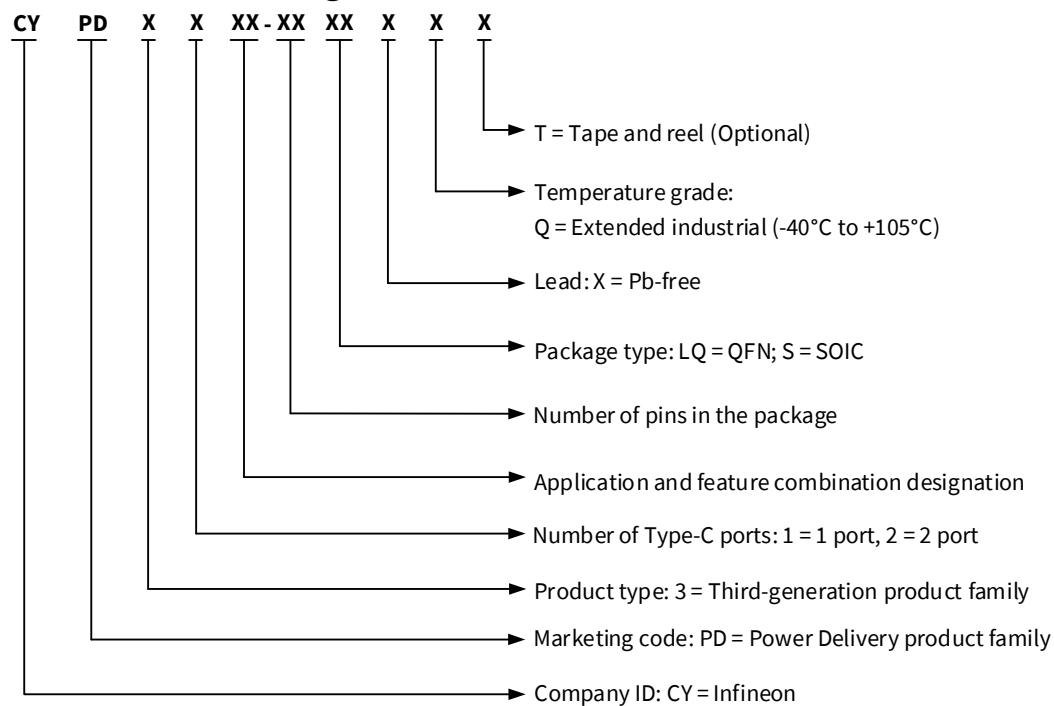 CY PD X X XX - XX XX X X X
T = Tape and reel (Optional)
Temperature grade:
Q = Extended industrial (-40°C to +105°C)
Lead: X = Pb-free
Package type: LQ = QFN; S = SOIC
Number of pins in the package
Application and feature combination designation
Number of Type-C ports: 1 = 1 port, 2 = 2 port
Product type: 3 = Third-generation product family
Marketing code: PD = Power Delivery product family
Company ID: CY = Infineon